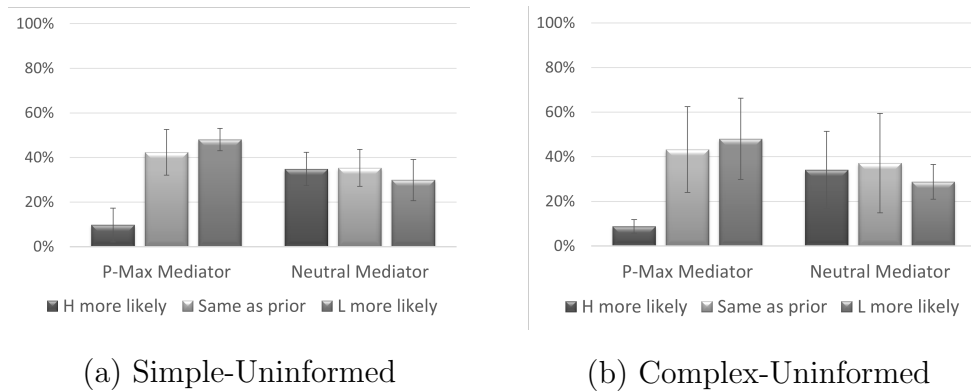 100%
80%
60%
40%
20%
0%
P-Max Mediator Neutral Mediator
H more likely Same as prior L more likely
(a) Simple-Uninformed
100%
80%
60%
40%
20%
0%
P-Max Mediator Neutral Mediator
H more likely Same as prior L more likely
(b) Complex-Uninformed